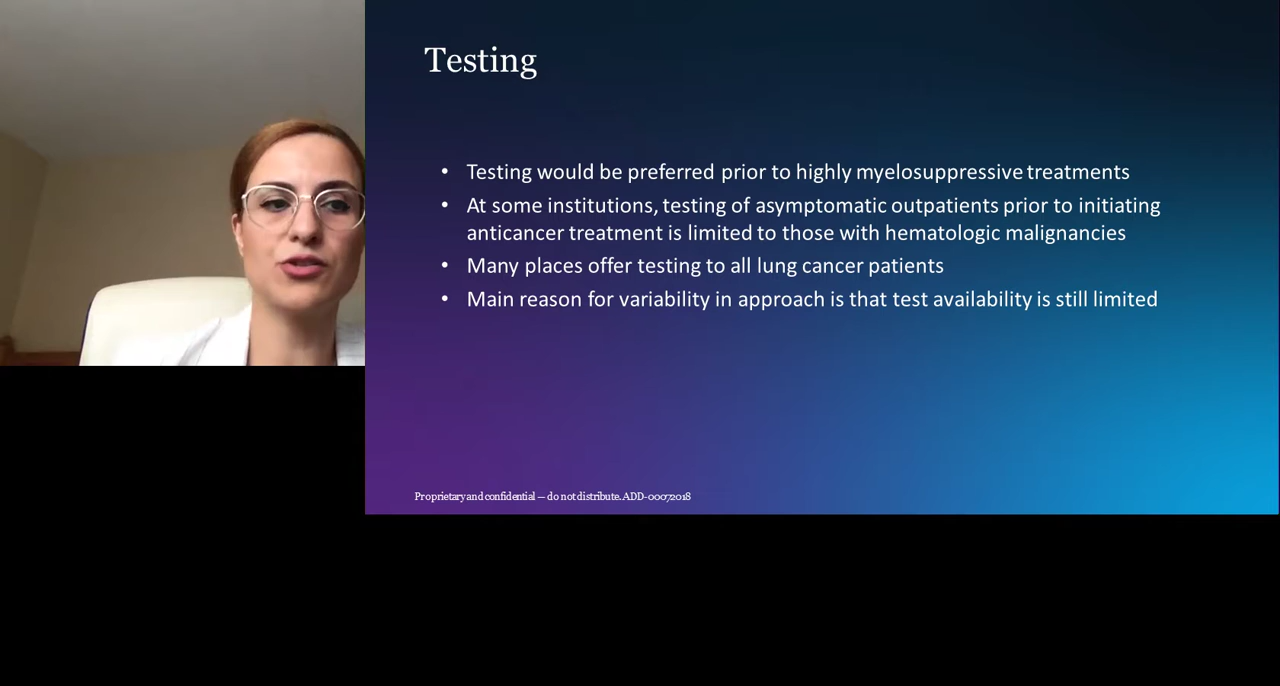 Testing
• Testing would be preferred prior to highly myelosuppressive treatments
• At some institutions, testing of asymptomatic outpatients prior to initiating
anticancer treatment is limited to those with hematologic malignancies
• Many places offer testing to all lung cancer patients
• Main reason for variability in approach is that test availability is still limited
Proprietary and confidential — do not distribute. ADD-00072018